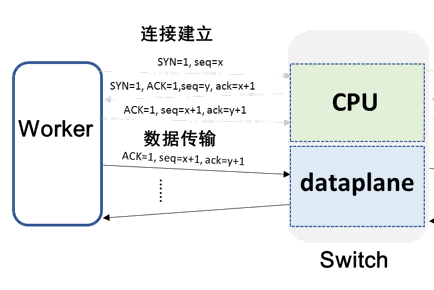 连接建立
SYN=1, seq=x
SYN=1, ACK=1,seq=y, ack=x+1
ACK=1, seq=x+1, ack=y+1
Worker
CPU
数据传输
ACK=1, seq=x+1, ack=y+1
......
dataplane
Switch